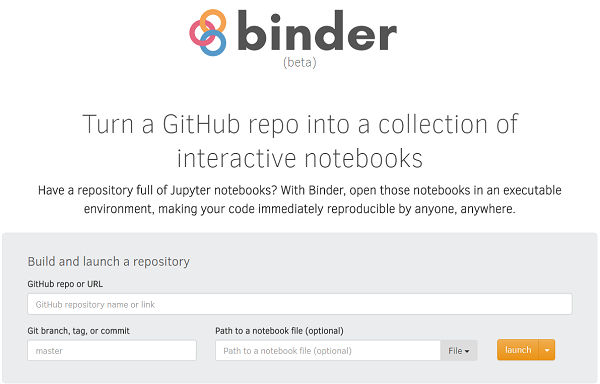 binder
(beta)
Turn a GitHub repo into a collection of
interactive notebooks
Have a repository full of Jupyter notebooks? With Binder, open those notebooks in an executable
environment, making your code immediately reproducible by anyone, anywhere.
Build and launch a repository
GitHub repo or URL
GitHub repository name or link
Git branch, tag, or commit Path to a notebook file (optional)
master Path to a notebook file (optional) File launch